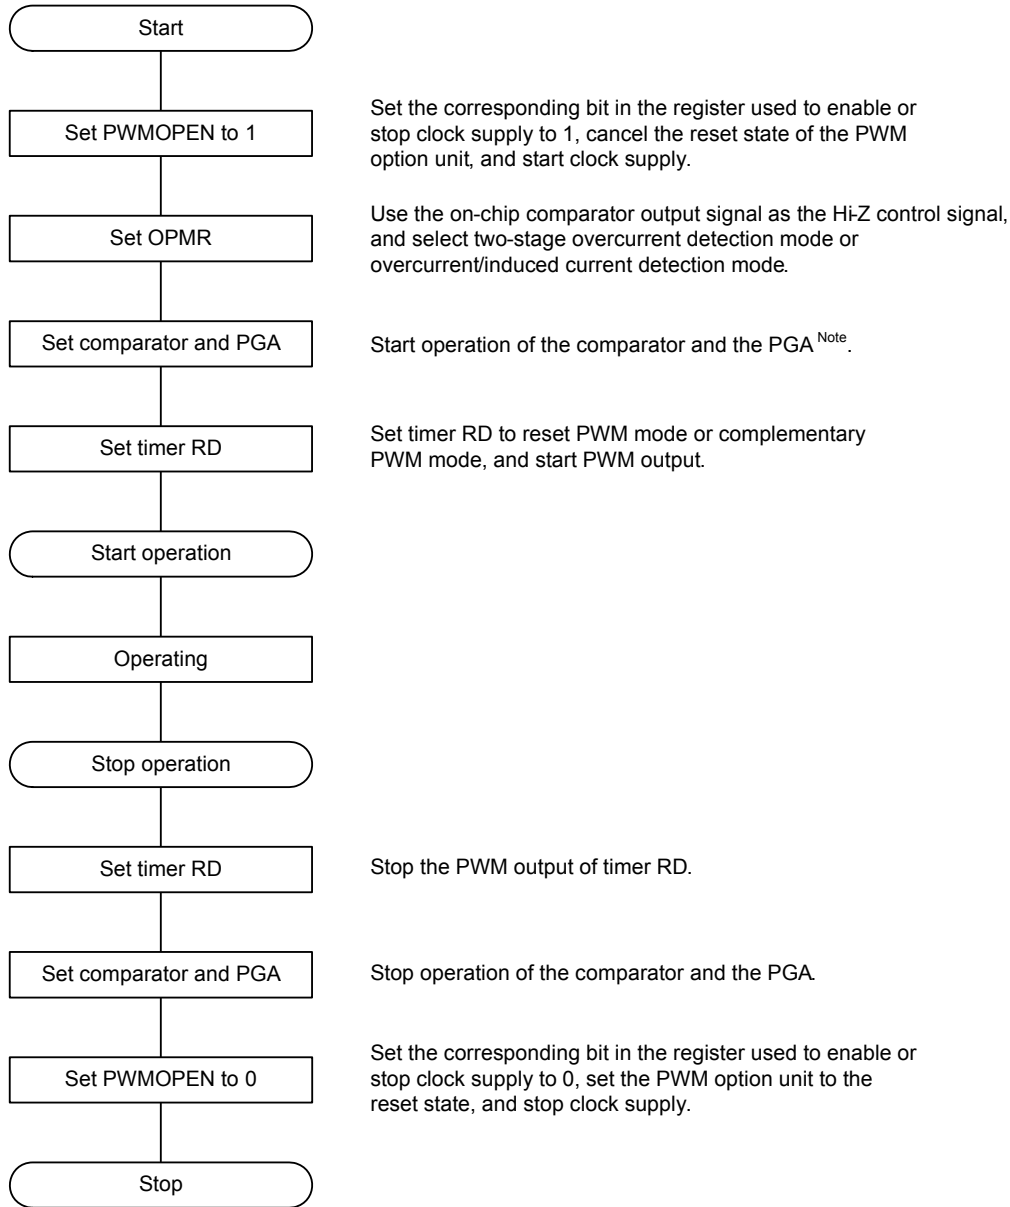 Start
Set PWMOPEN to 1
Set the corresponding bit in the register used to enable or
stop clock supply to 1, cancel the reset state of the PWM
option unit, and start clock supply.
Set OPMR
Use the on-chip comparator output signal as the Hi-Z control signal,
and select two-stage overcurrent detection mode or
overcurrent/induced current detection mode.
Set comparator and PGA
Start operation of the comparator and the PGA Note.
Set timer RD
Set timer RD to reset PWM mode or complementary
PWM mode, and start PWM output.
Start operation
Operating
Stop operation
Set timer RD
Stop the PWM output of timer RD.
Set comparator and PGA
Stop operation of the comparator and the PGA.
Set PWMOPEN to 0
Set the corresponding bit in the register used to enable or
stop clock supply to 0, set the PWM option unit to the
reset state, and stop clock supply.
Stop